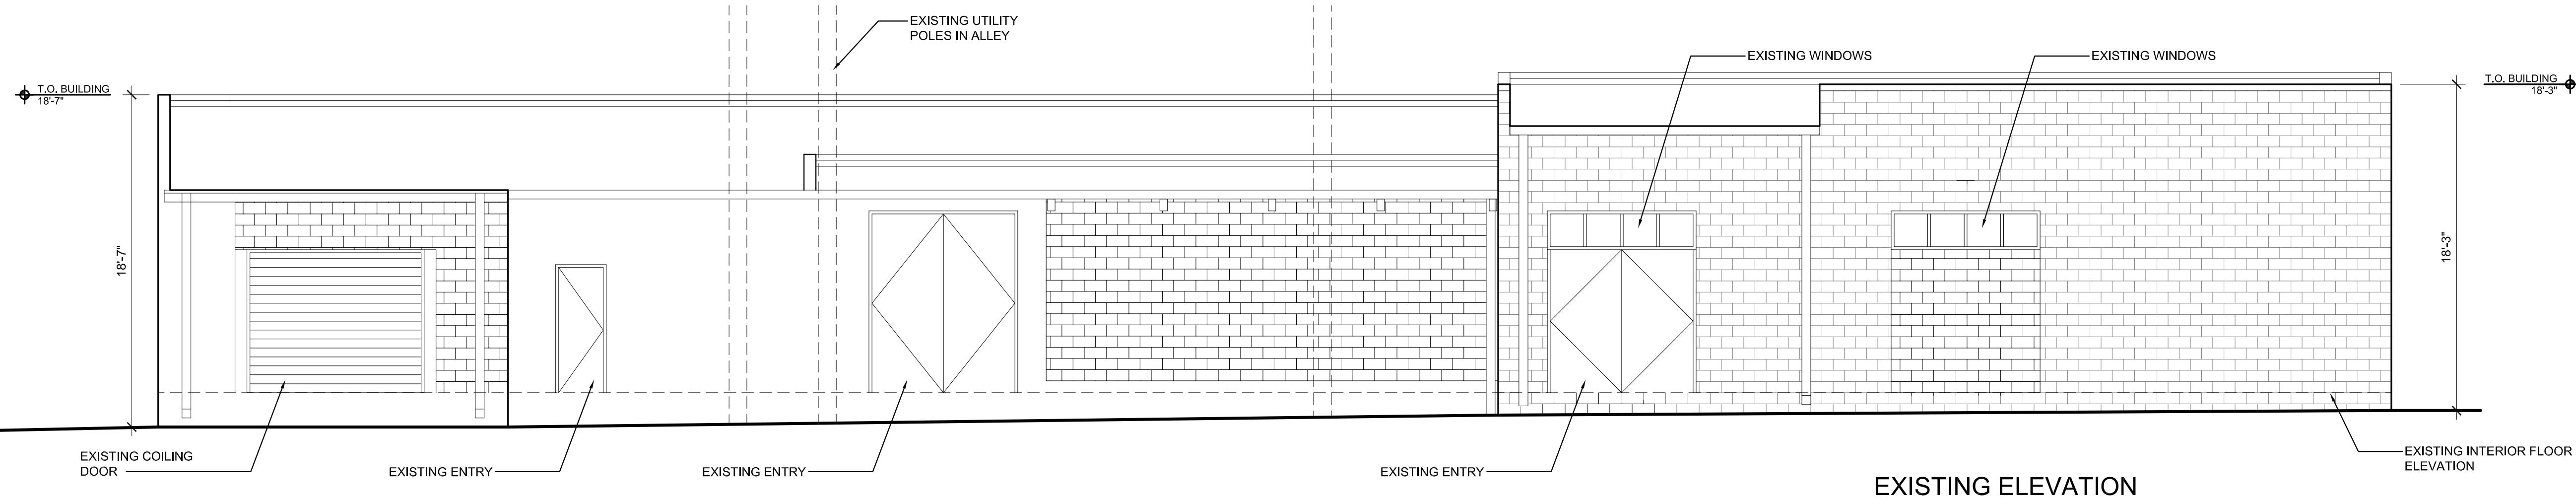 EXISTING UTILITY
POLES IN ALLEY
EXISTING WINDOWS
EXISTING WINDOWS
T.O. BUILDING
18'-7"
T.O. BUILDING
18'-3"
18'-7"
18'-3"
EXISTING COILING
DOOR
EXISTING ENTRY
EXISTING ENTRY
EXISTING ENTRY
EXISTING INTERIOR FLOOR
ELEVATION
EXISTING ELEVATION